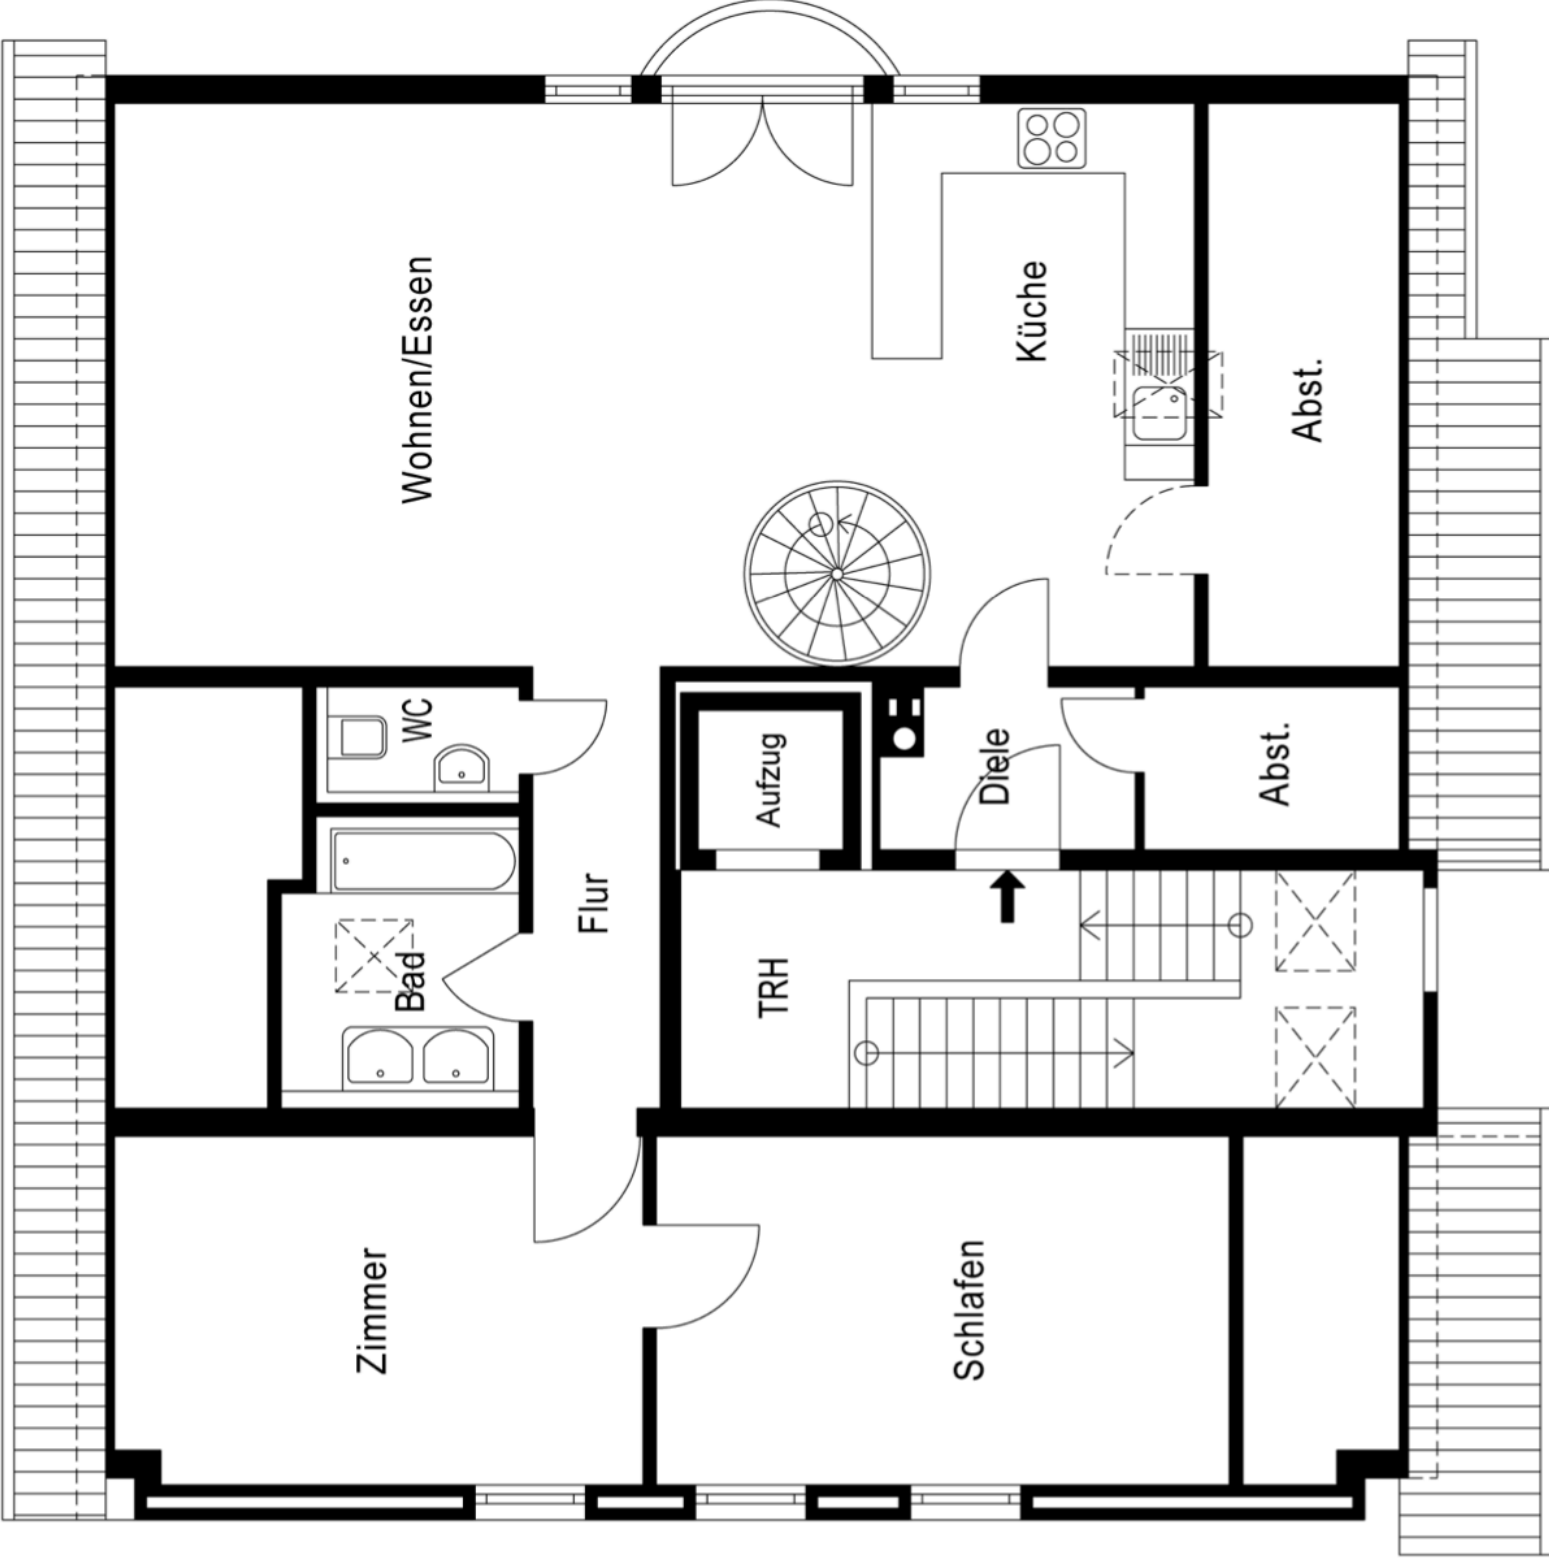 Wohnen/Essen
Küche
Abst.
WC
Aufzug
Diele
Abst.
Flur
Bad
TRH
Zimmer
Schlafen